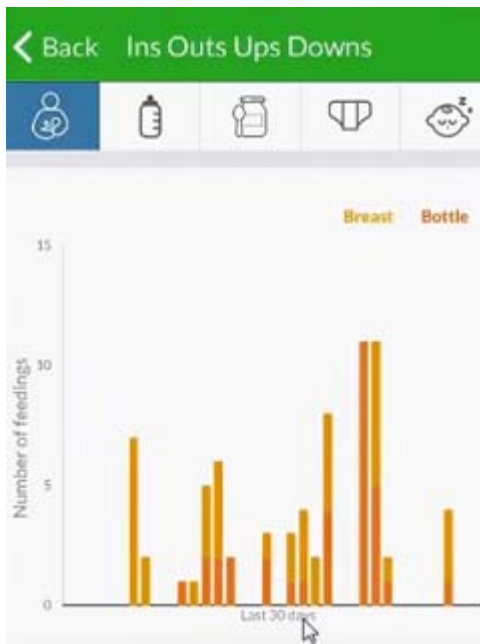 Back Ins Outs Ups Downs
z
Breast Bottle
15
10
5
0
Number of feedings
Last 30 days